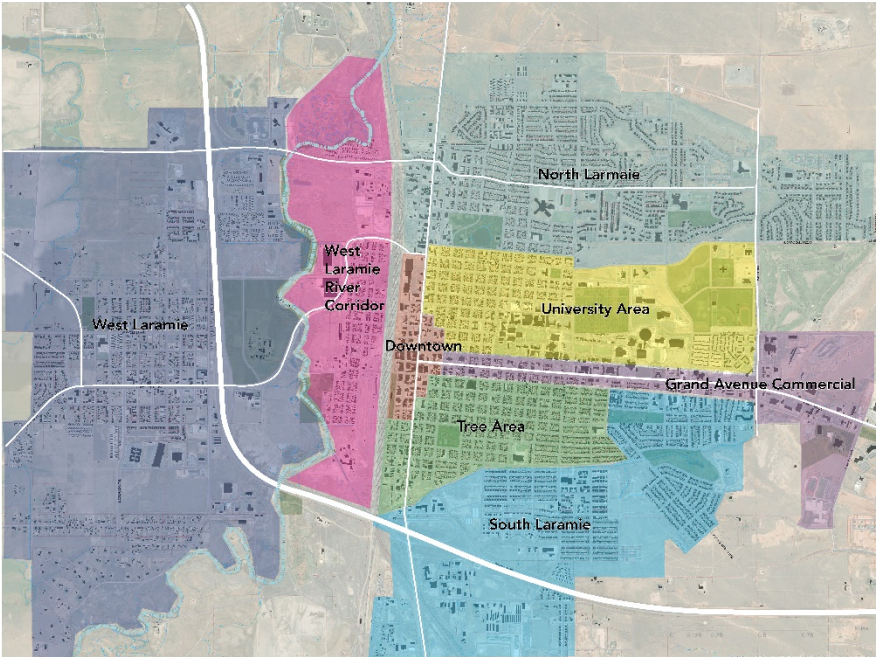 North Larmaie
West
Laramie
River
Corridor
University Area
West Laramie
Downtown
Grand Avenue Commercial
Tree Area
South Laramie